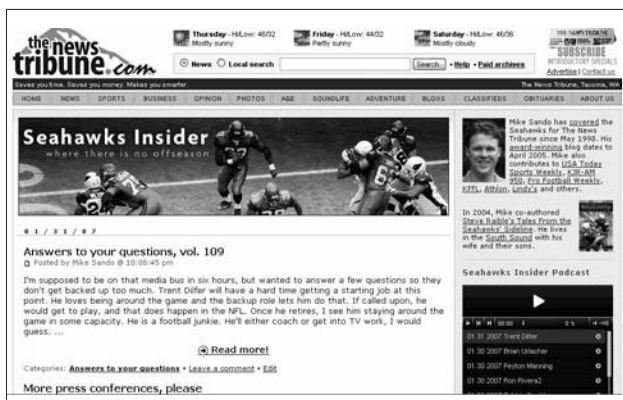 the news tribune.com
Thursday - Hi/Low: 46/32
Mostly sunny
Friday - Hi/Low: 44/32
Partly sunny
Saturday - Hi/Low: 46/36
Mostly cloudy
News Local search Search • Help • Paid archives
THE NEWS TRIBUNE
SUBSCRIBE
INTRODUCTORY SPECIALS
Advertise | Contact us
Saves you time. Saves you money. Makes you smarter.
The News Tribune, Tacoma, WA
HOME NEWS SPORTS BUSINESS OPINION PHOTOS A&E SOUNDLIFE ADVENTURE BLOGS CLASSIFIEDS OBITUARIES ABOUT US
Seahawks Insider
where there is no offseason
01/31/07
Answers to your questions, vol. 109
Posted by Mike Sando @ 10:06:45 pm
I'm supposed to be on that media bus in six hours, but wanted to answer a few questions so they
don't get backed up too much. Trent Dilfer will have a hard time getting a starting job at this
point. He loves being around the game and the backup role lets him do that. If called upon, he
would get to play, and that does happen in the NFL. Once he retires, I see him staying around the
game in some capacity. He is a football junkie. He'll either coach or get into TV work, I would
guess. ...
Read more!
Categories: Answers to your questions • Leave a comment • Edit
More press conferences, please
Mike Sando has covered the
Seahawks for The News
Tribune since May 1998. His
award-winning blog dates to
April 2005. Mike also
contributes to USA Today
Sports Weekly, KJR-AM
950, Pro Football Weekly,
KFFL, Athlon, Lindy's and others.
In 2004, Mike co-authored
Steve Raible's Tales From the
Seahawks' Sideline. He lives
in the South Sound with his
wife and their sons.
Seahawks Insider Podcast
00:00 0 %
01 31 2007 Trent Dilfer
01 30 2007 Brian Urlacher
01 30 2007 Peyton Manning
01 30 2007 Ron Rivera2